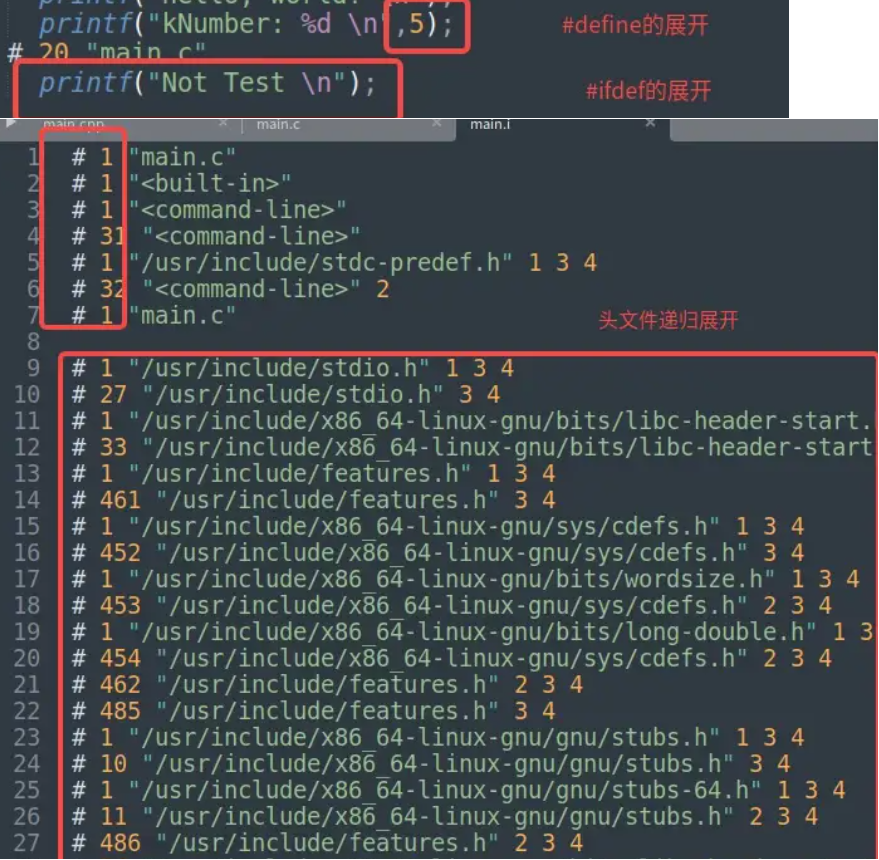 printf("Hello, World! \n");
printf("kNumber: %d \n",5);
#define的展开
# 20 "main.c"
printf("Not Test \n");
#ifdef的展开
main.cpp × main.c × main.i ×
1 # 1 "main.c"
2 # 1 "<built-in>"
3 # 1 "<command-line>"
4 # 31 "<command-line>"
5 # 1 "/usr/include/stdc-predef.h" 1 3 4
6 # 32 "<command-line>" 2
7 # 1 "main.c"
头文件递归展开
8
9 # 1 "/usr/include/stdio.h" 1 3 4
10 # 27 "/usr/include/stdio.h" 3 4
11 # 1 "/usr/include/x86_64-linux-gnu/bits/libc-header-start.
12 # 33 "/usr/include/x86_64-linux-gnu/bits/libc-header-start
13 # 1 "/usr/include/features.h" 1 3 4
14 # 461 "/usr/include/features.h" 3 4
15 # 1 "/usr/include/x86_64-linux-gnu/sys/cdefs.h" 1 3 4
16 # 452 "/usr/include/x86_64-linux-gnu/sys/cdefs.h" 3 4
17 # 1 "/usr/include/x86_64-linux-gnu/bits/wordsize.h" 1 3 4
18 # 453 "/usr/include/x86_64-linux-gnu/sys/cdefs.h" 2 3 4
19 # 1 "/usr/include/x86_64-linux-gnu/bits/long-double.h" 1 3
20 # 454 "/usr/include/x86_64-linux-gnu/sys/cdefs.h" 2 3 4
21 # 462 "/usr/include/features.h" 2 3 4
22 # 485 "/usr/include/features.h" 3 4
23 # 1 "/usr/include/x86_64-linux-gnu/gnu/stubs.h" 1 3 4
24 # 10 "/usr/include/x86_64-linux-gnu/gnu/stubs.h" 3 4
25 # 1 "/usr/include/x86_64-linux-gnu/gnu/stubs-64.h" 1 3 4
26 # 11 "/usr/include/x86_64-linux-gnu/gnu/stubs.h" 2 3 4
27 # 486 "/usr/include/features.h" 2 3 4